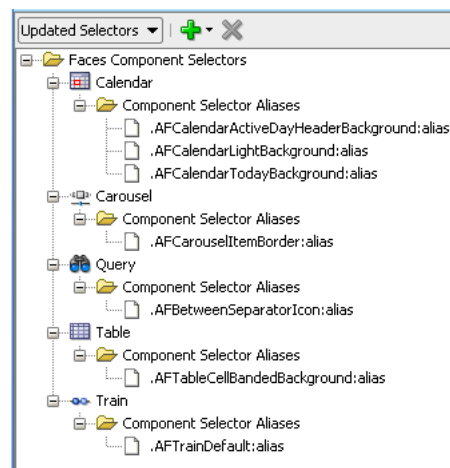 Updated Selectors
Faces Component Selectors
Calendar
Component Selector Aliases
.AFCalendarActiveDayHeaderBackground:alias
.AFCalendarLightBackground:alias
.AFCalendarTodayBackground:alias
Carousel
Component Selector Aliases
.AFCarouselItemBorder:alias
Query
Component Selector Aliases
.AFBetweenSeparatorIcon:alias
Table
Component Selector Aliases
.AFTableCellBandedBackground:alias
Train
Component Selector Aliases
.AFTrainDefault:alias